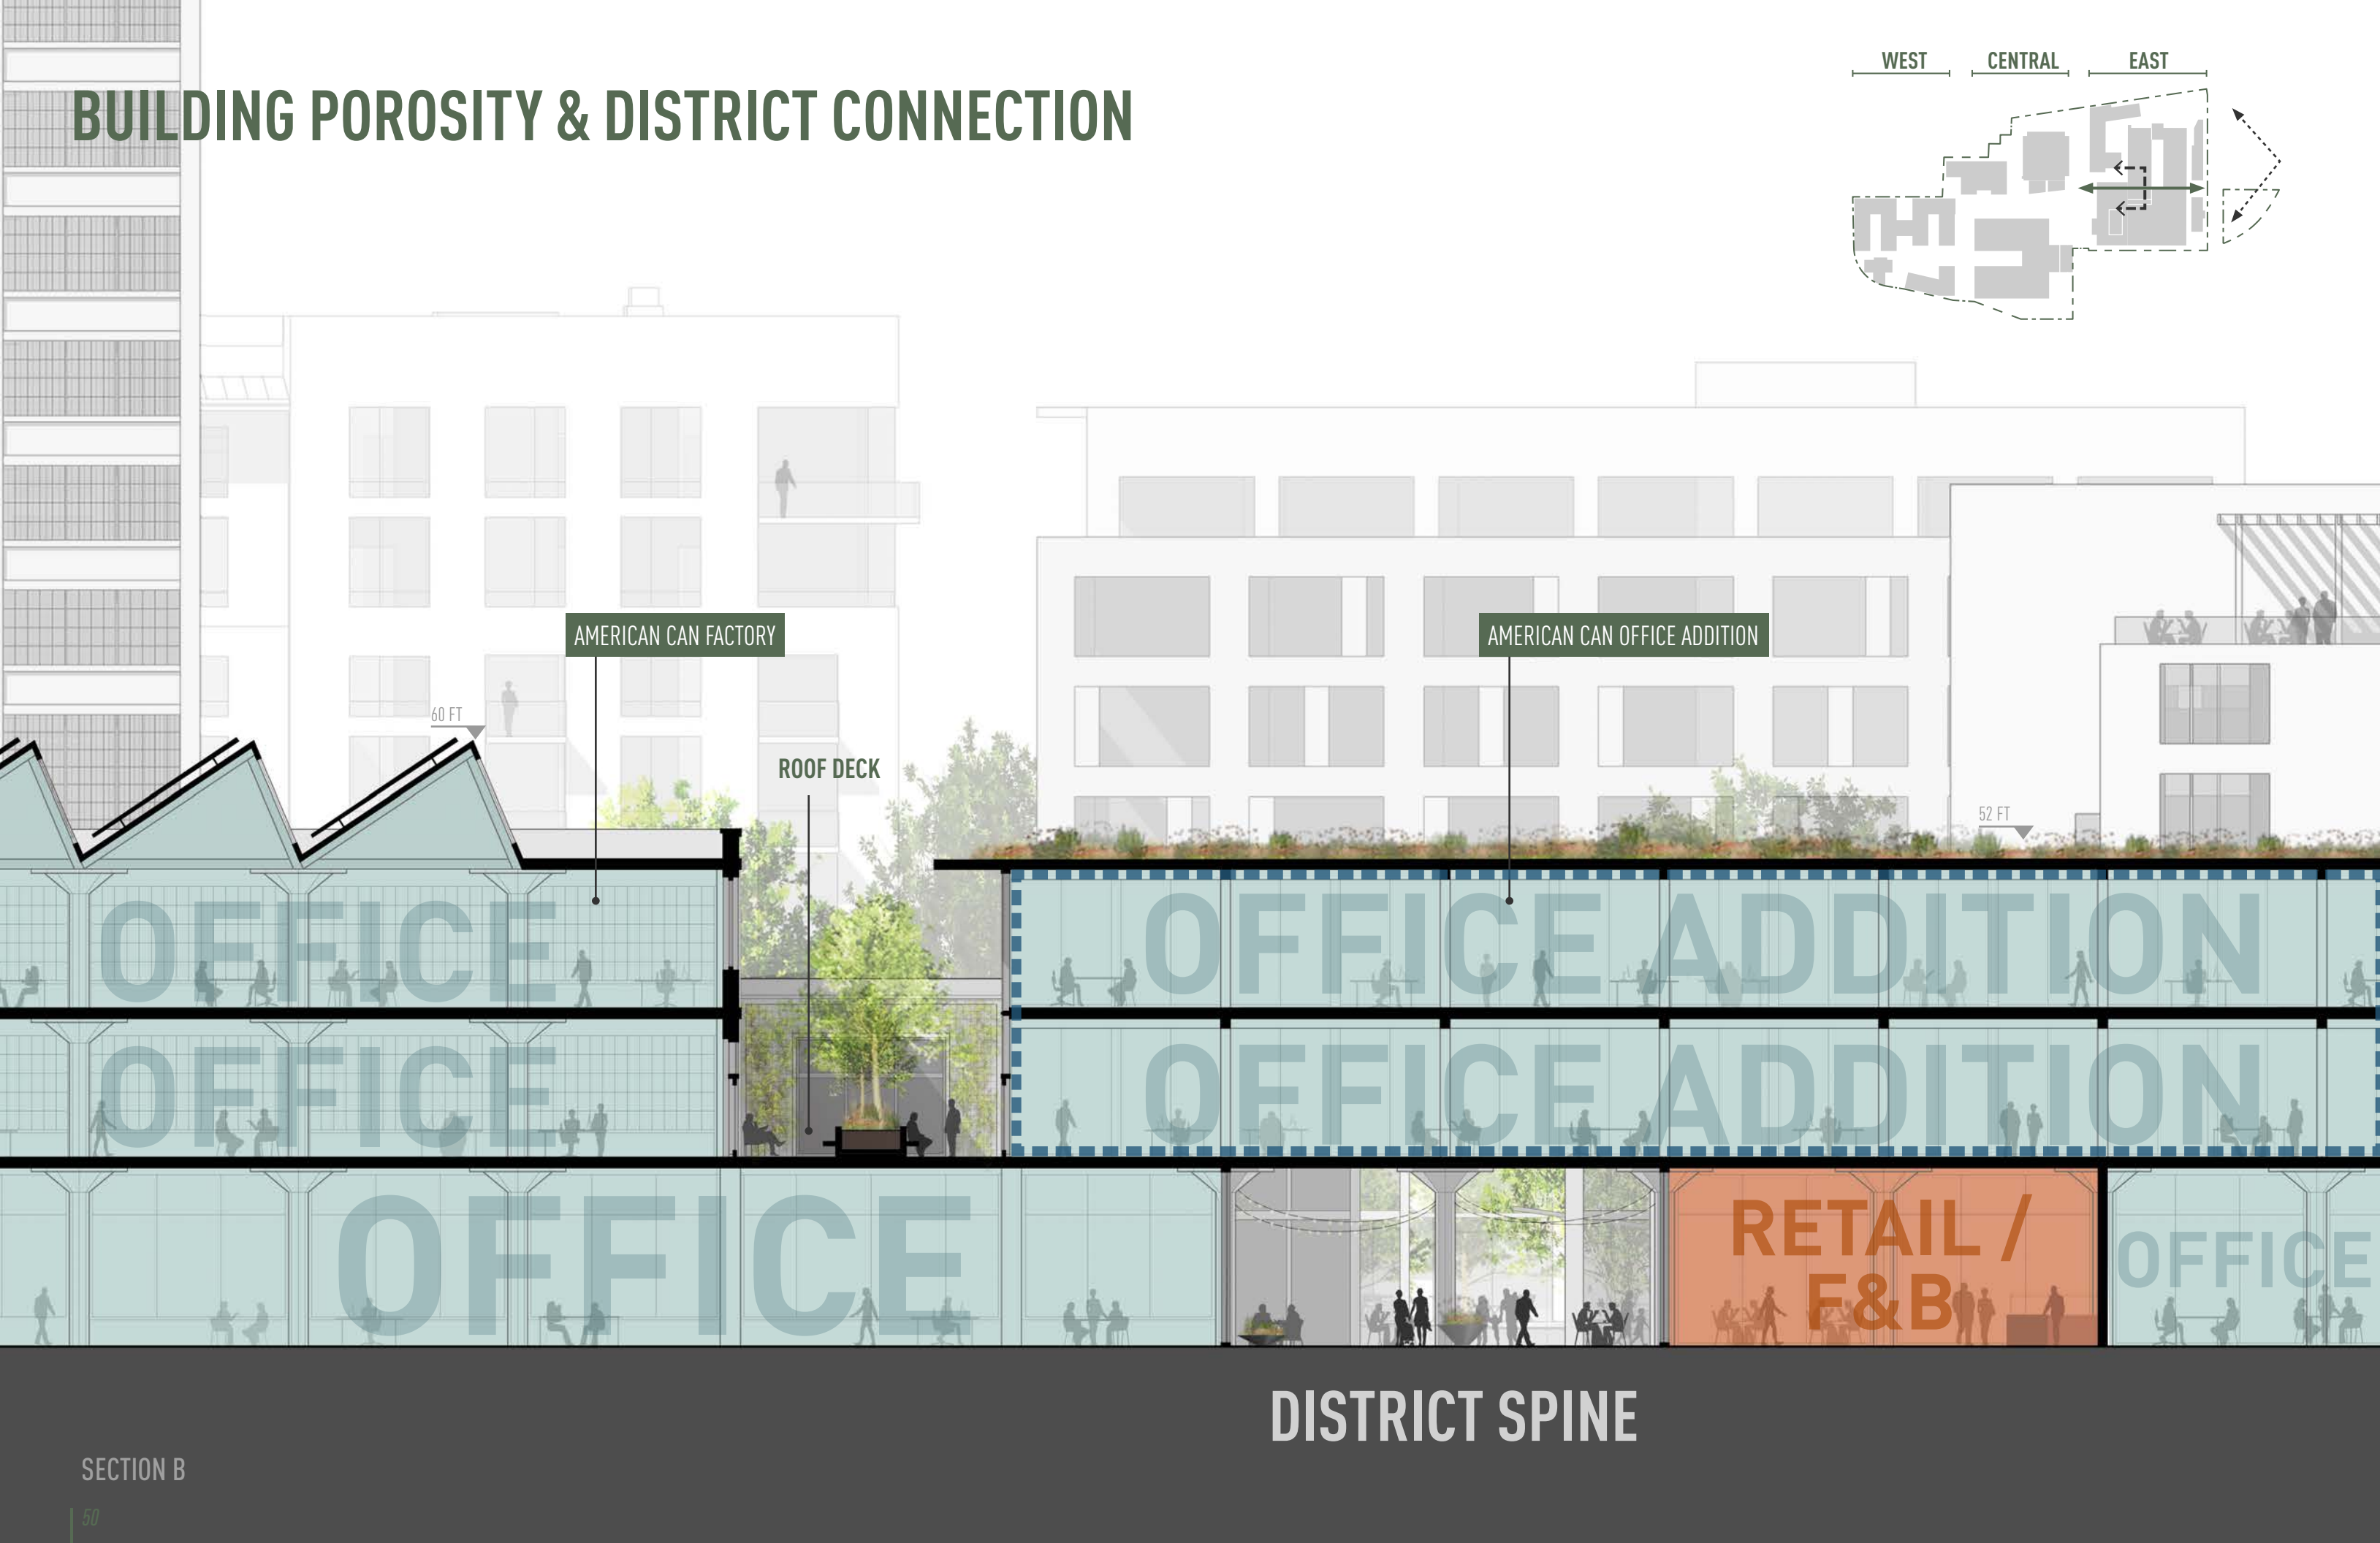 WEST CENTRAL EAST
BUILDING POROSITY & DISTRICT CONNECTION
AMERICAN CAN FACTORY
AMERICAN CAN OFFICE ADDITION
60 FT
ROOF DECK
52 FT
OFFICE
OFFICE ADDITION
OFFICE
OFFICE ADDITION
OFFICE
RETAIL /
F&B
OFFICE
DISTRICT SPINE
SECTION B
50